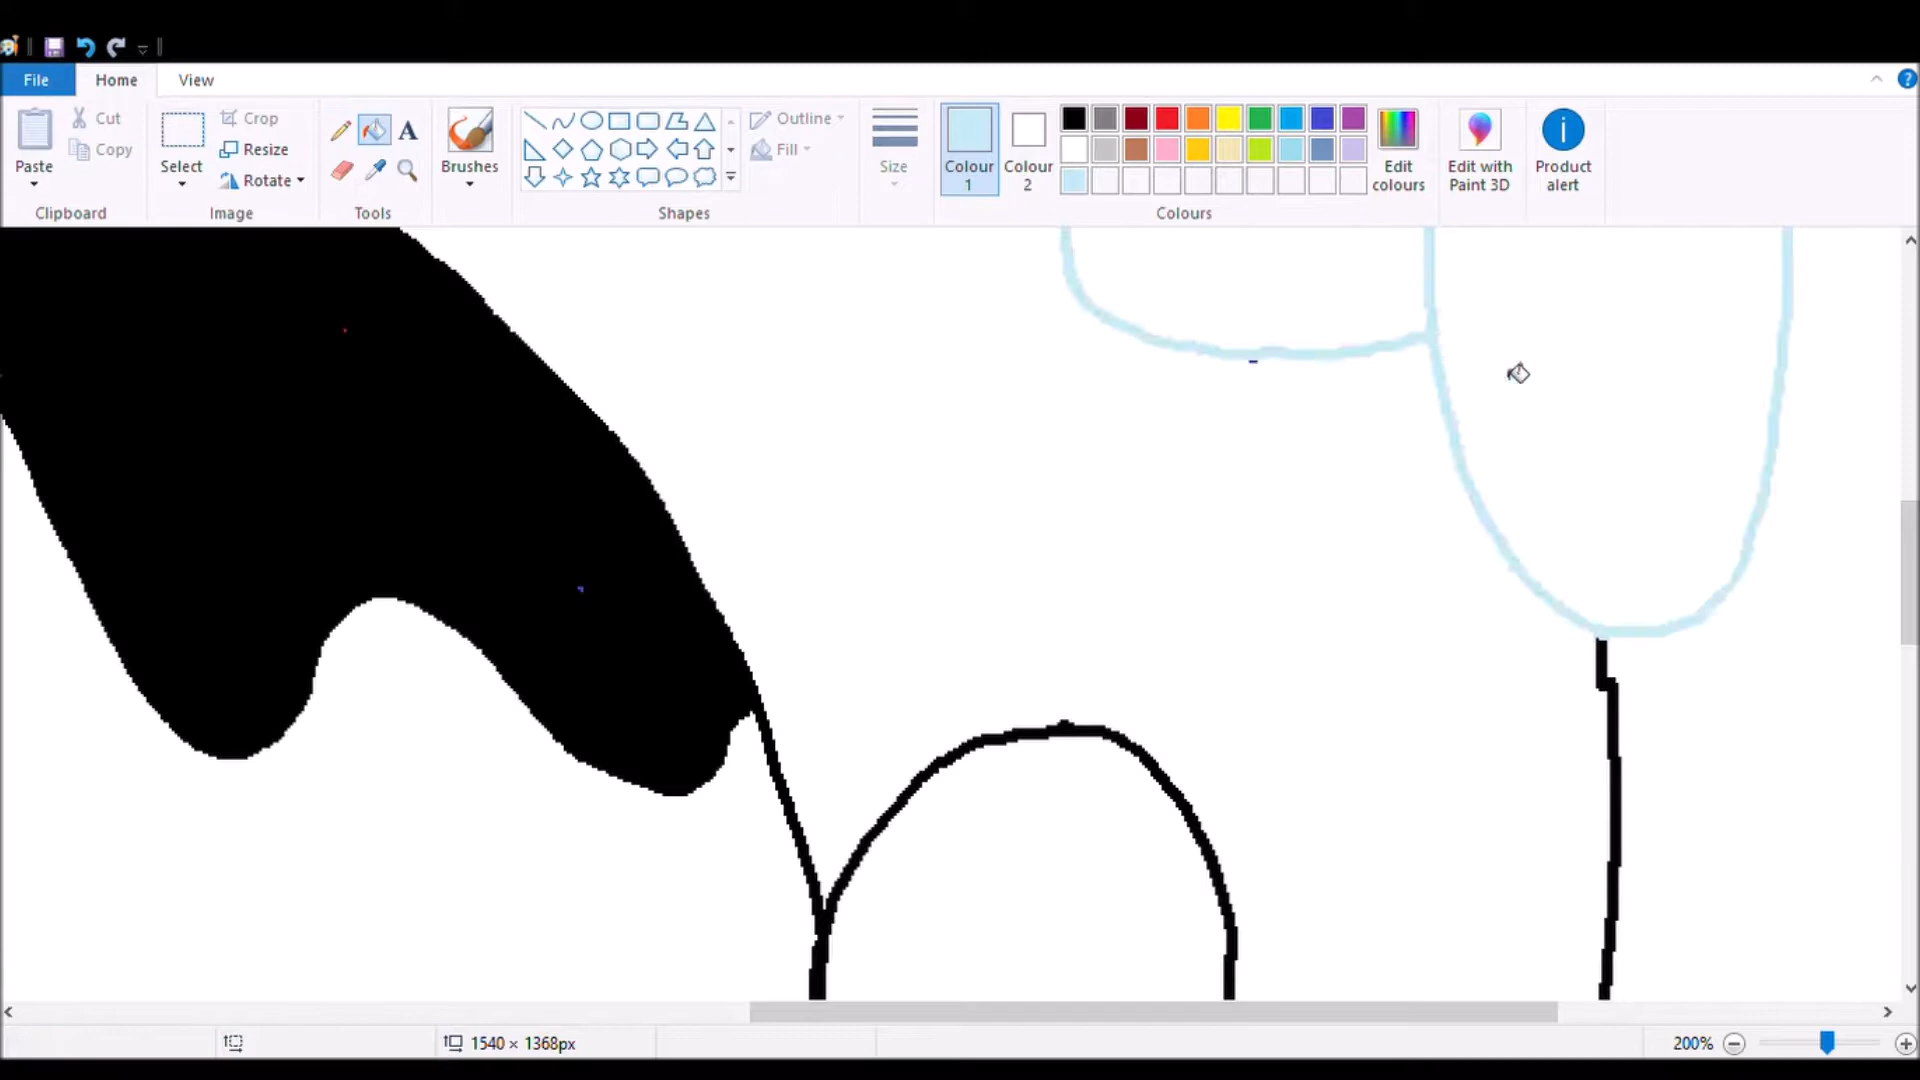 File Home View
Cut
Copy
Paste
Clipboard
Select
Crop
Resize
Rotate
Image
A
Tools
Brushes
Outline
Fill
Shapes
Size
Colour 1
Colour 2
Edit colours
Colours
Edit with Paint 3D
Product alert
1540 × 1368px
200%